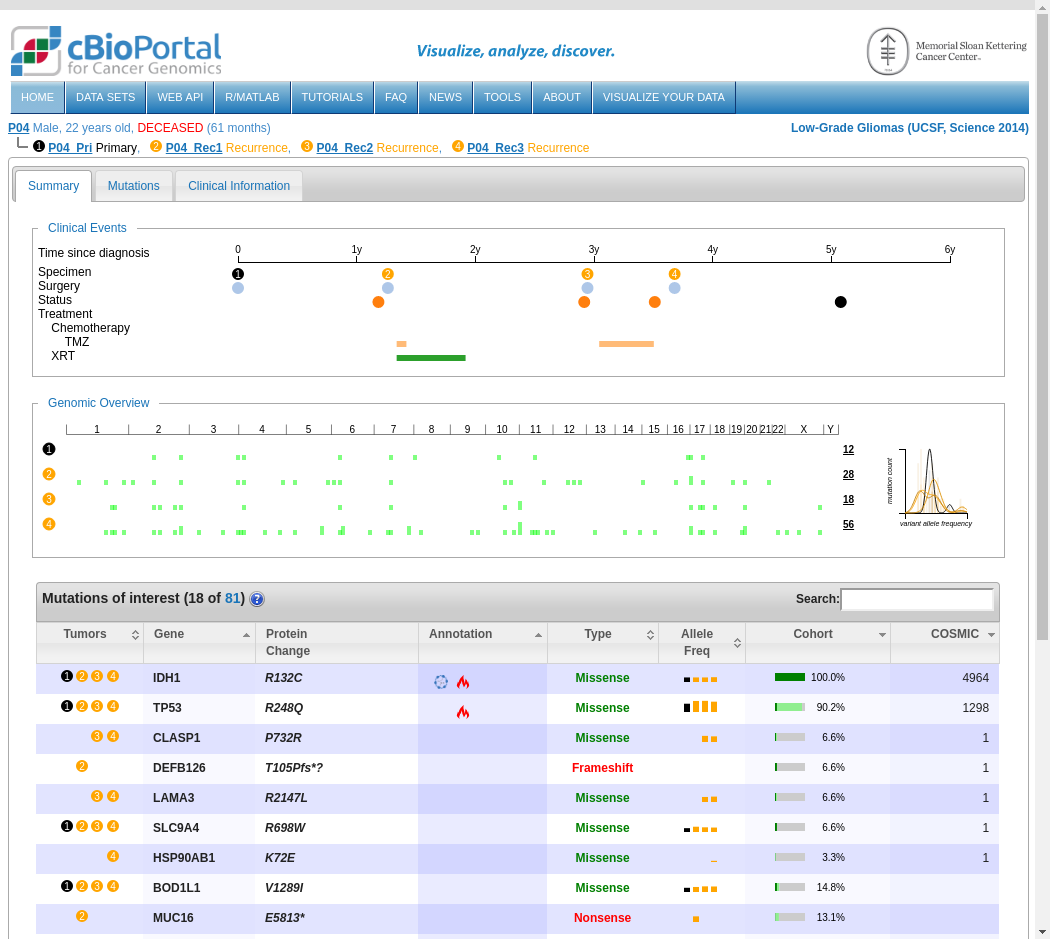 cBioPortal
for Cancer Genomics
Visualize, analyze, discover.
Memorial Sloan Kettering
Cancer Center™
HOME DATA SETS WEB API R/MATLAB TUTORIALS FAQ NEWS TOOLS ABOUT VISUALIZE YOUR DATA
P04 Male, 22 years old, DECEASED (61 months) Low-Grade Gliomas (UCSF, Science 2014)
1 P04_Pri Primary, 2 P04_Rec1 Recurrence, 3 P04_Rec2 Recurrence, 4 P04_Rec3 Recurrence
Summary Mutations Clinical Information
Clinical Events
Time since diagnosis 0 1y 2y 3y 4y 5y 6y
Specimen 1 2 3 4
Surgery
Status
Treatment
Chemotherapy
TMZ
XRT
Genomic Overview
1 2 3 4 5 6 7 8 9 10 11 12 13 14 15 16 17 18 19 20 21 22 X Y
1 12
2 28
3 18
4 56
mutation count
variant allele frequency
Mutations of interest (18 of 81) ? Search:
Tumors Gene Protein Change Annotation Type Allele Freq Cohort COSMIC
1 2 3 4 IDH1 R132C Missense 100.0% 4964
1 2 3 4 TP53 R248Q Missense 90.2% 1298
3 4 CLASP1 P732R Missense 6.6% 1
2 DEFB126 T105Pfs*? Frameshift 6.6% 1
3 4 LAMA3 R2147L Missense 6.6% 1
1 2 3 4 SLC9A4 R698W Missense 6.6% 1
4 HSP90AB1 K72E Missense 3.3% 1
1 2 3 4 BOD1L1 V1289I Missense 14.8%
2 MUC16 E5813* Nonsense 13.1%